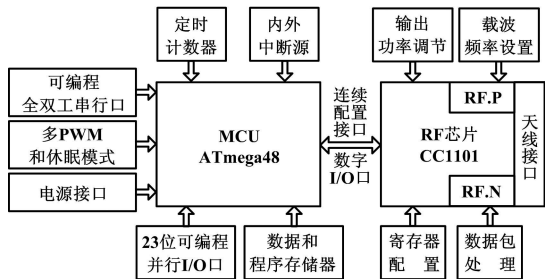 定时
计数器
内外
中断源
输出
功率调节
载波
频率设置
可编程
全双工串行口
多PWM
和休眠模式
电源接口
MCU
ATmega48
连续
配置
接口
数字
I/O口
RF芯片
CC1101
RF.P
RF.N
天线接口
23位可编程
并行I/O口
数据和
程序存储器
寄存器
配置
数据包
处理